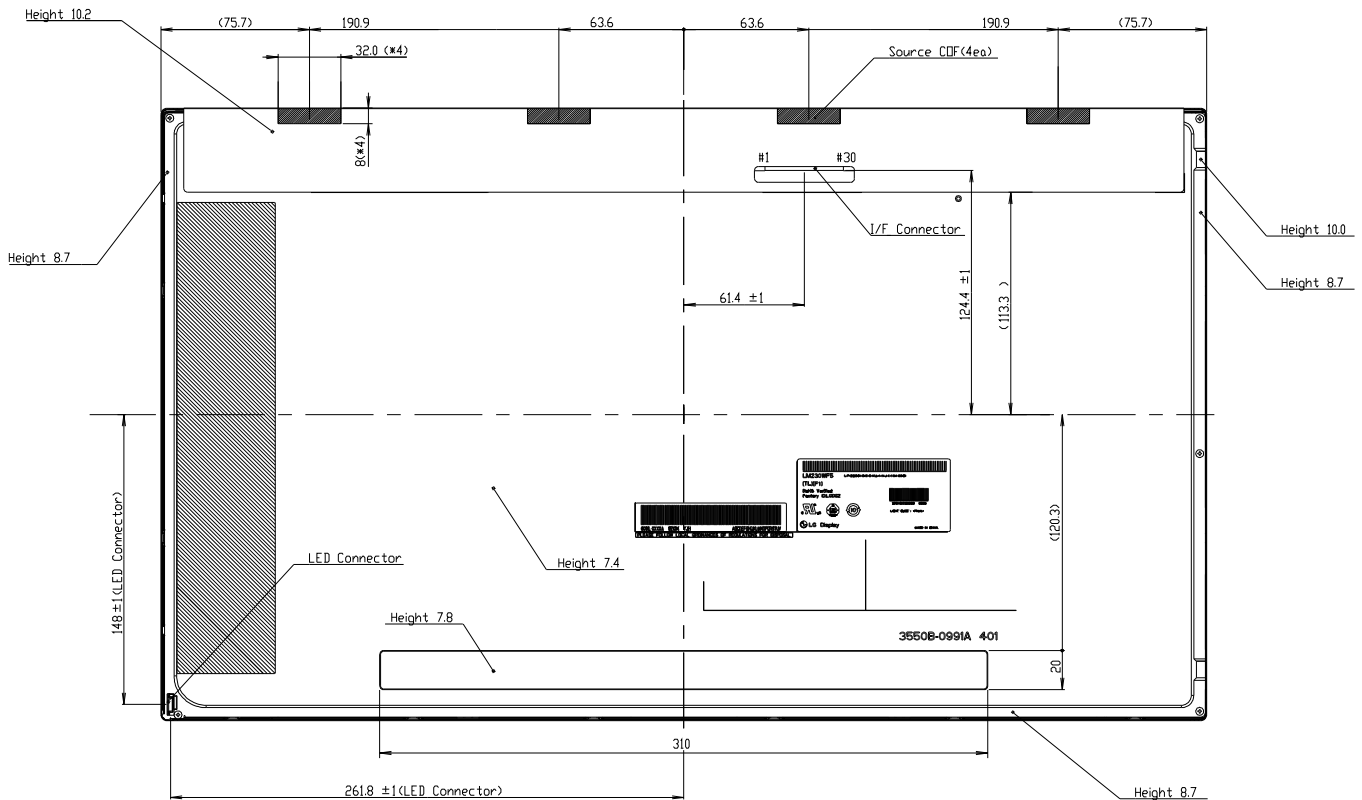 Height 10.2
(75.7)
190.9
63.6
63.6
190.9
(75.7)
32.0 (*4)
Source COF(4ea)
8(*4)
#1
#30
I/F Connector
Height 8.7
Height 10.0
Height 8.7
61.4 ±1
124.4 ±1
(113.3 )
LM230WF5
(TLJ(F1)
LG Display
(120.3)
148±1(LED Connector)
LED Connector
Height 7.4
Height 7.8
3550B-0991A 401
20
310
261.8 ±1(LED Connector)
Height 8.7